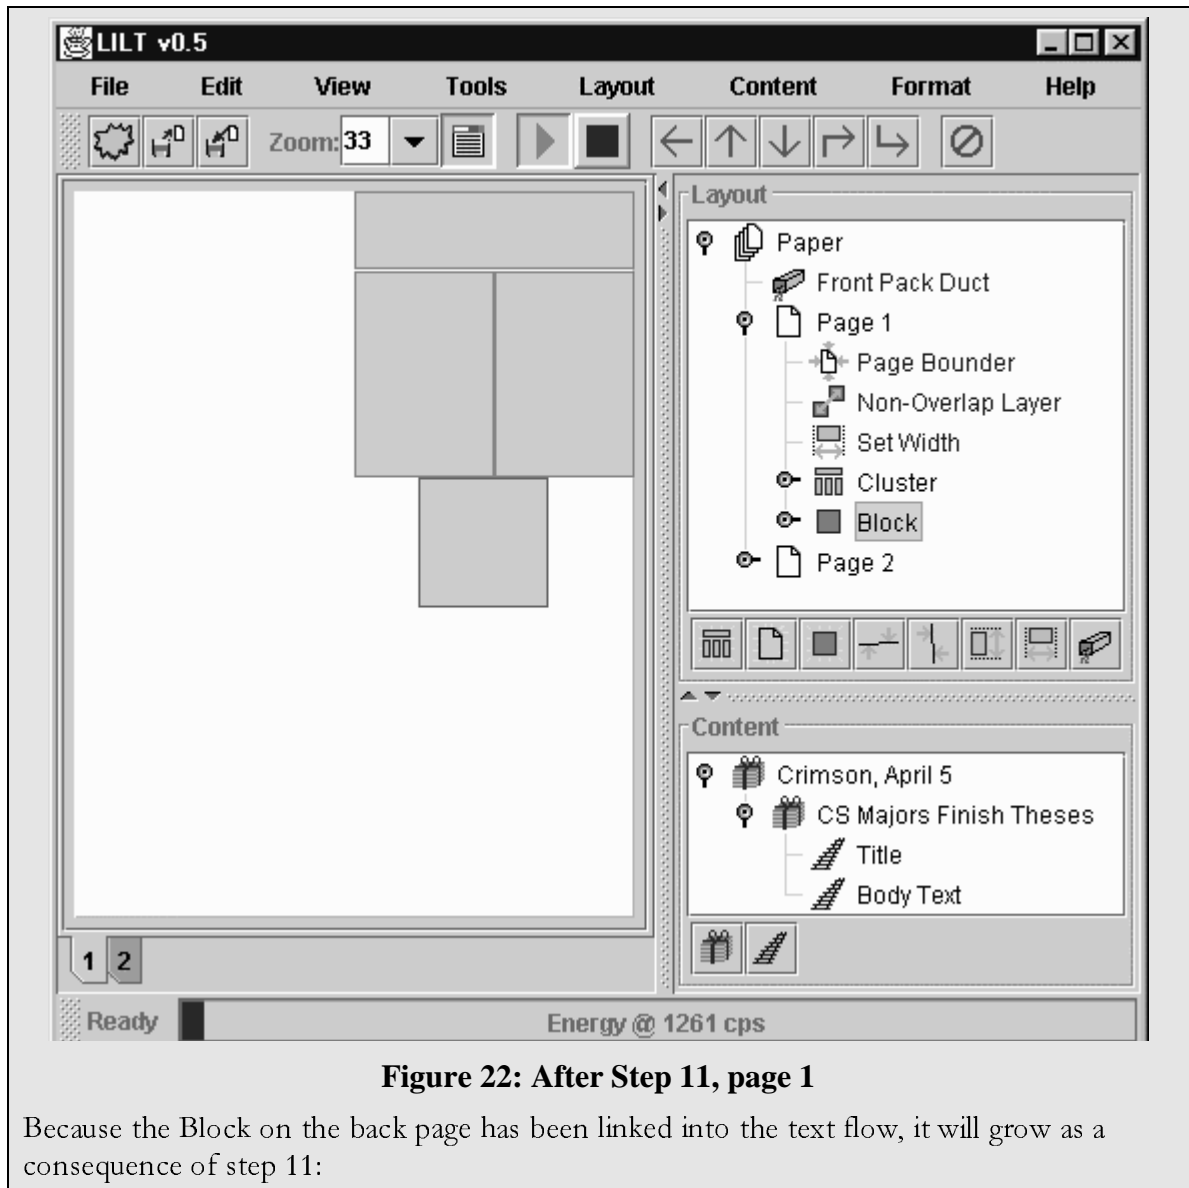 LILT v0.5
File Edit View Tools Layout Content Format Help
Zoom: 33
Layout
Paper
Front Pack Duct
Page 1
Page Bounder
Non-Overlap Layer
Set Width
Cluster
Block
Page 2
Content
Crimson, April 5
CS Majors Finish Theses
Title
Body Text
1 2
Ready Energy @ 1261 cps
Figure 22: After Step 11, page 1
Because the Block on the back page has been linked into the text flow, it will grow as a
consequence of step 11: